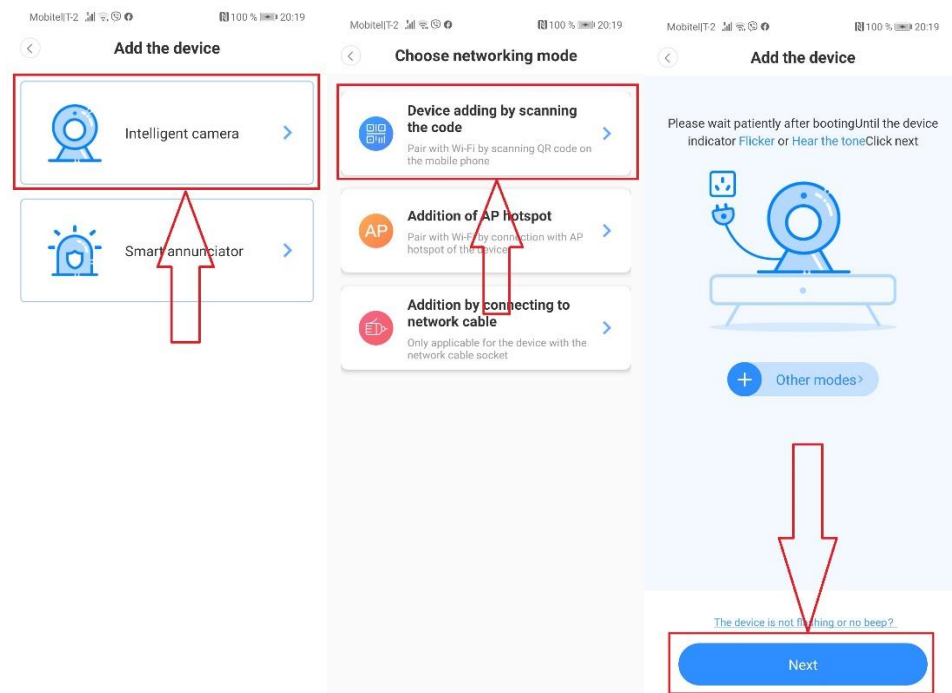 Mobitel|T-2 100 % 20:19
Add the device
Intelligent camera
Smart annunciator
Mobitel|T-2 100 % 20:19
Choose networking mode
Device adding by scanning
the code
Pair with Wi-Fi by scanning QR code on
the mobile phone
AP
Addition of AP hotspot
Pair with Wi-Fi by connection with AP
hotspot of the device
Addition by connecting to
network cable
Only applicable for the device with the
network cable socket
Mobitel|T-2 100 % 20:19
Add the device
Please wait patiently after bootingUntil the device
indicator Flicker or Hear the toneClick next
Other modes
The device is not flashing or no beep?
Next